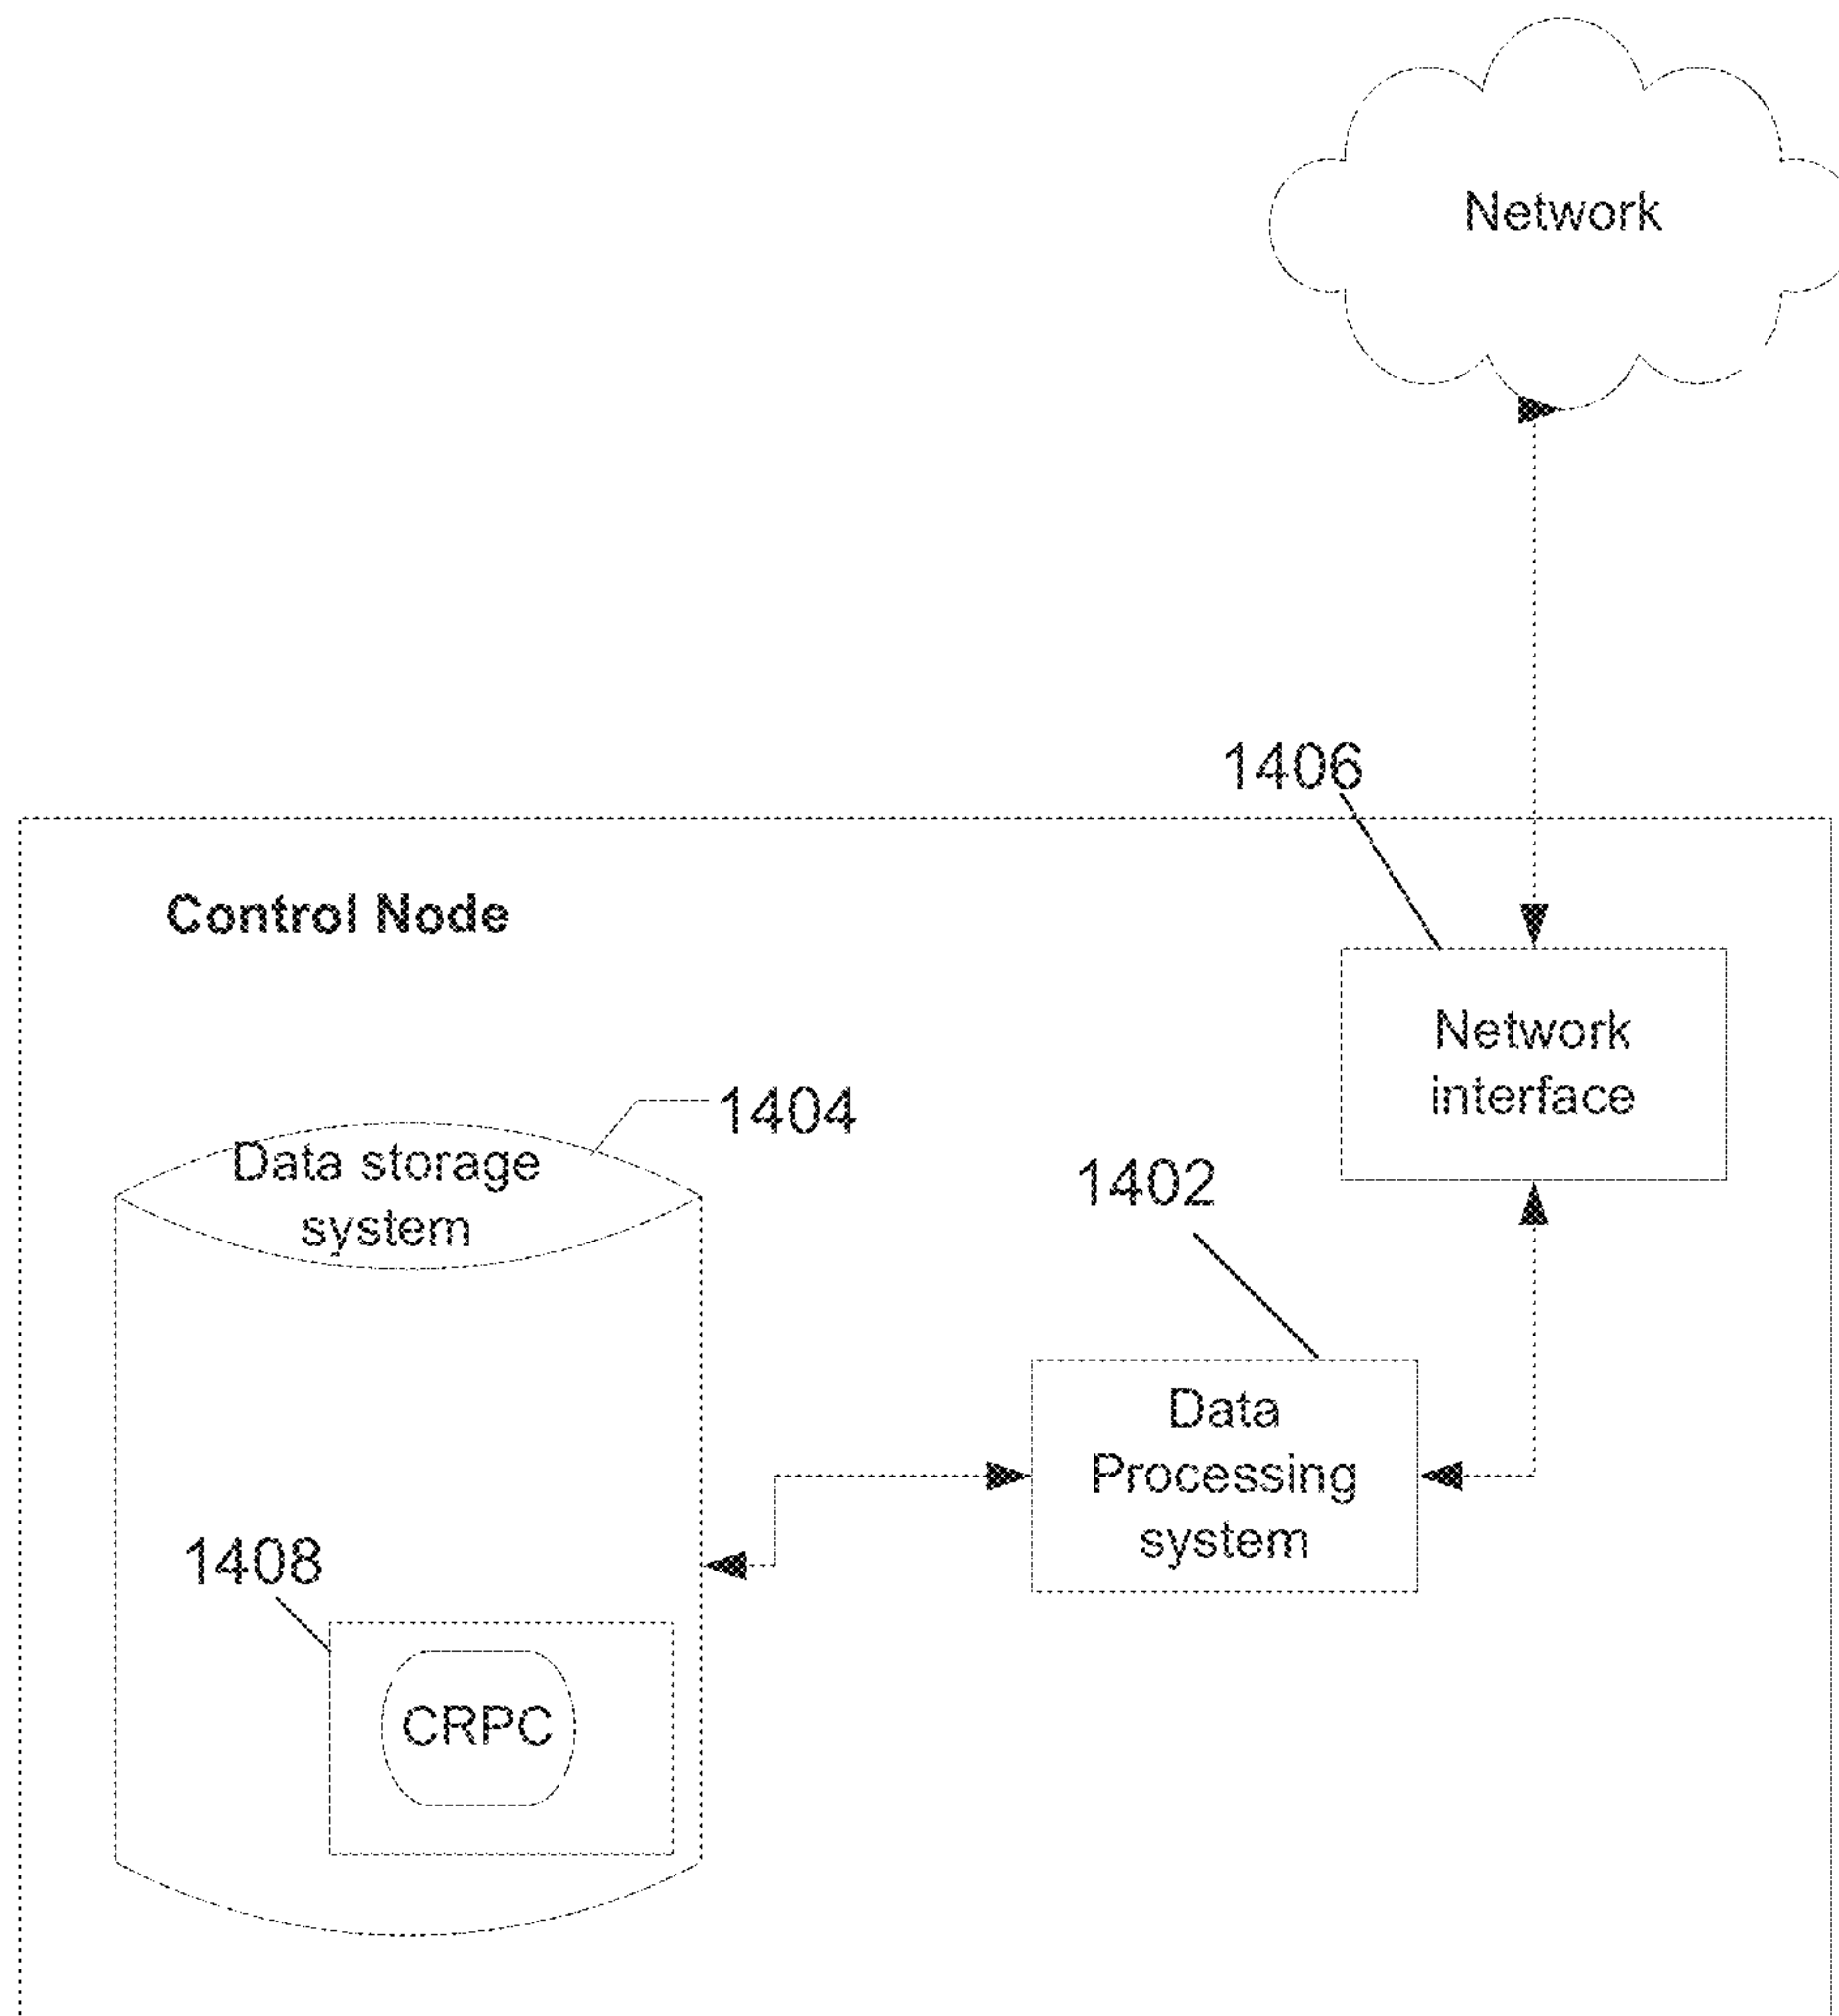 Network
1406
Control Node
Network
interface
1404
Data storage
system
1402
Data
Processing
system
1408
CRPC